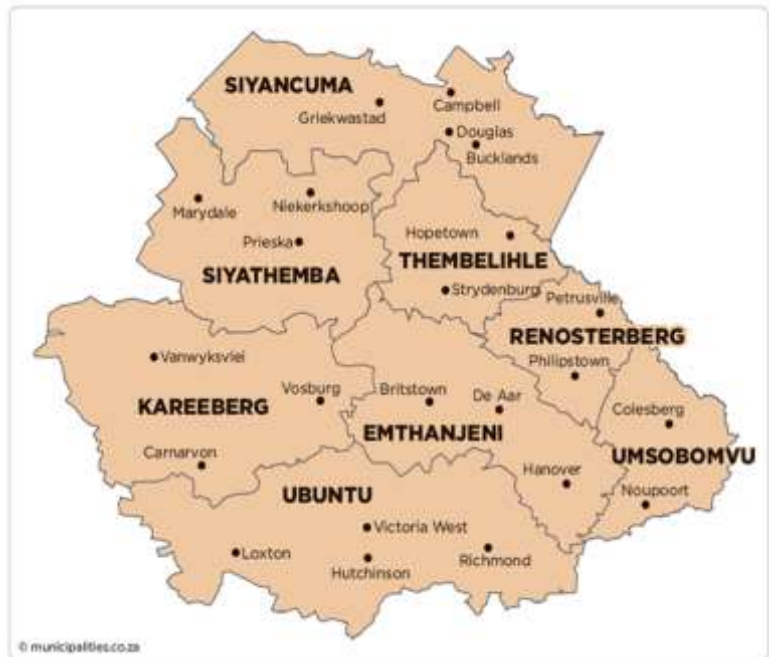 SIYANCUMA
Campbell
Griekwastad
Douglas
Bucklands
Marydale
Niekerkshoop
Hopetown
Prieska
THEMBELIHLE
SIYATHEMBA
Strydenburg
Petrusville
RENOSTERBERG
Vanwyksviei
Philipstown
Vosburg
Britstown
De Aar
KAREEBERG
Colesberg
EMTHANJENI
Carnarvon
UMSOBOMVU
Hanover
UBUNTU
Noupoort
Victoria West
Loxton
Richmond
Hutchinson
© municipalities.co.za